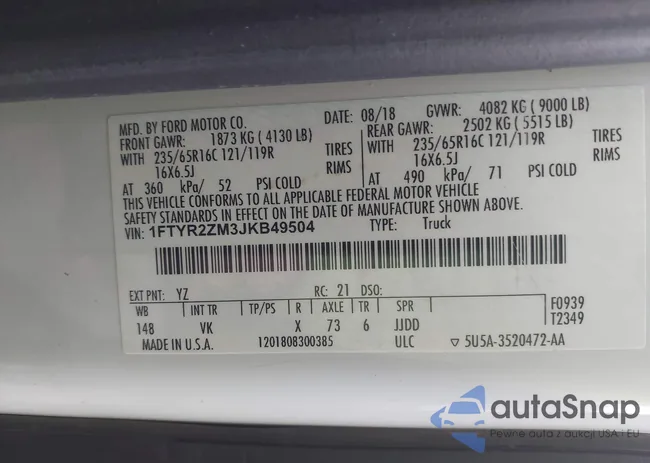 MFD. BY FORD MOTOR CO. DATE: 08/18 GVWR: 4082 KG ( 9000 LB)
FRONT GAWR: 1873 KG ( 4130 LB) REAR GAWR: 2502 KG ( 5515 LB)
WITH 235/65R16C 121/119R TIRES WITH 235/65R16C 121/119R TIRES
16X6.5J RIMS 16X6.5J RIMS
AT 360 kPa/ 52 PSI COLD AT 490 kPa/ 71 PSI COLD
THIS VEHICLE CONFORMS TO ALL APPLICABLE FEDERAL MOTOR VEHICLE
SAFETY STANDARDS IN EFFECT ON THE DATE OF MANUFACTURE SHOWN ABOVE.
VIN: 1FTYR2ZM3JKB49504 TYPE: Truck
EXT PNT: YZ RC: 21 DSO:
WB INT TR TP/PS R AXLE TR SPR F0939
148 VK X 73 6 JJDD T2349
MADE IN U.S.A. 1201808300385 ULC ▽ 5U5A-3520472-AA
autaSnap
Pewne auta z aukcji USA i EU